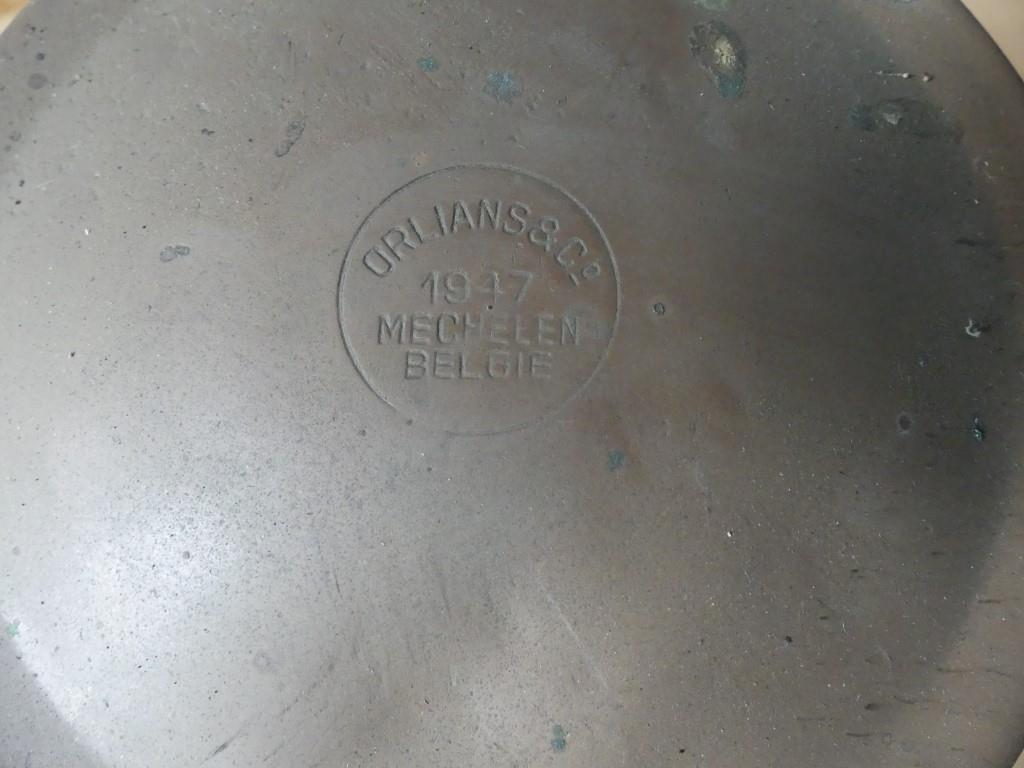 ORLIANS & Cº
1947
MECHELEN
BELGIE